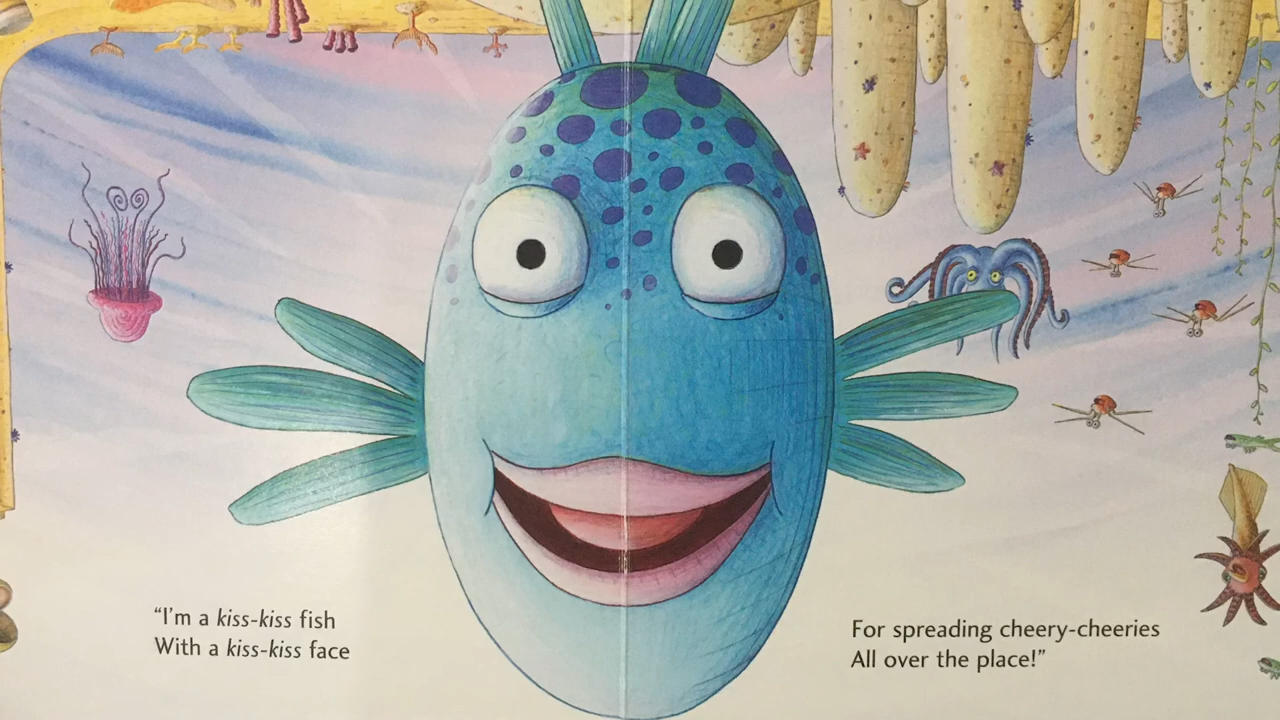 “I’m a kiss-kiss fish
With a kiss-kiss face
For spreading cheery-cheeries
All over the place!”